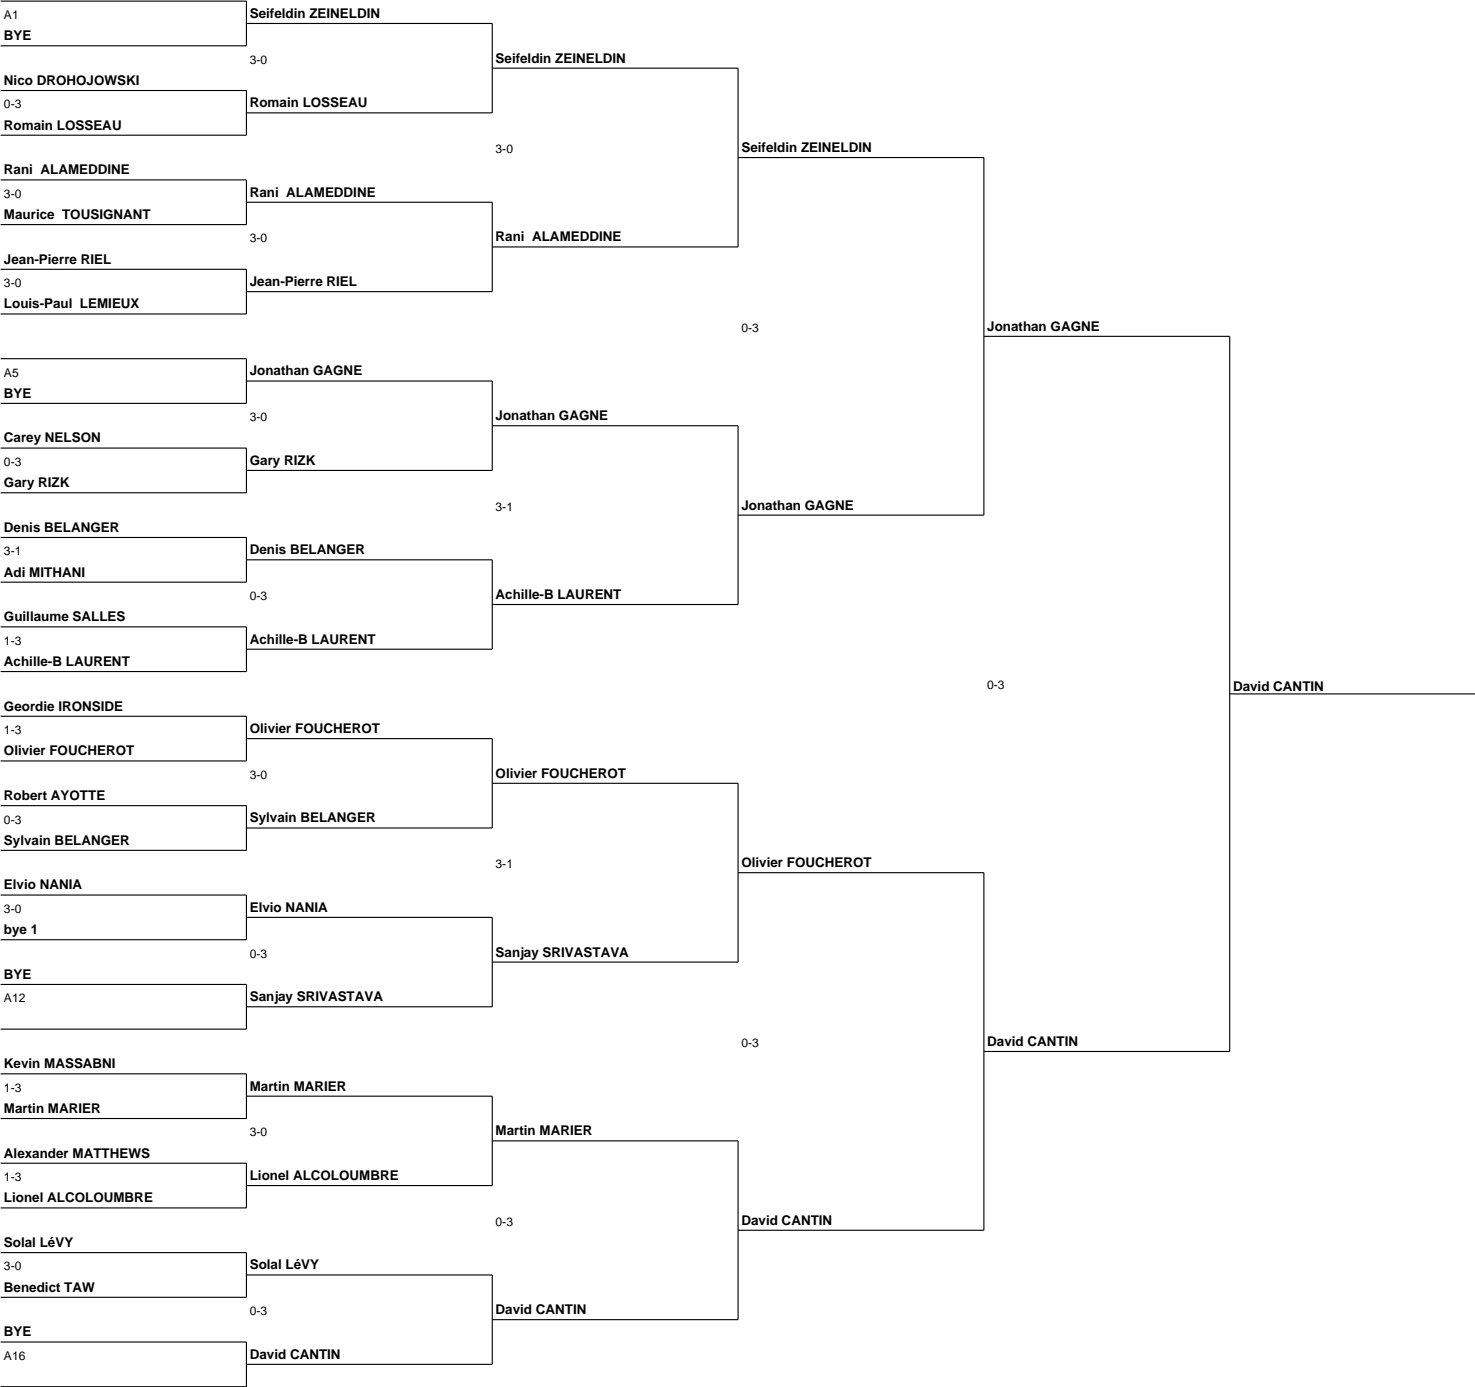 A1
BYE
Nico DROHOJOWSKI
0-3
Romain LOSSEAU
Rani  ALAMEDDINE
3-0
Maurice  TOUSIGNANT
Jean-Pierre RIEL
3-0
Louis-Paul  LEMIEUX
A5
BYE
Carey NELSON
0-3
Gary RIZK
Denis BELANGER
3-1
Adi MITHANI
Guillaume SALLES
1-3
Achille-B LAURENT
Geordie IRONSIDE
1-3
Olivier FOUCHEROT
Robert AYOTTE
0-3
Sylvain BELANGER
Elvio NANIA
3-0
bye 1
BYE
A12
Kevin MASSABNI
1-3
Martin MARIER
Alexander MATTHEWS
1-3
Lionel ALCOLOUMBRE
Solal LéVY
3-0
Benedict TAW
BYE
A16
Seifeldin ZEINELDIN
3-0
Romain LOSSEAU
Rani  ALAMEDDINE
3-0
Jean-Pierre RIEL
Jonathan GAGNE
3-0
Gary RIZK
Denis BELANGER
0-3
Achille-B LAURENT
Olivier FOUCHEROT
3-0
Sylvain BELANGER
Elvio NANIA
0-3
Sanjay SRIVASTAVA
Martin MARIER
3-0
Lionel ALCOLOUMBRE
Solal LéVY
0-3
David CANTIN
Seifeldin ZEINELDIN
3-0
Rani  ALAMEDDINE
Jonathan GAGNE
3-1
Achille-B LAURENT
Olivier FOUCHEROT
3-1
Sanjay SRIVASTAVA
Martin MARIER
0-3
David CANTIN
Seifeldin ZEINELDIN
0-3
Jonathan GAGNE
Olivier FOUCHEROT
0-3
David CANTIN
Jonathan GAGNE
0-3
David CANTIN
David CANTIN